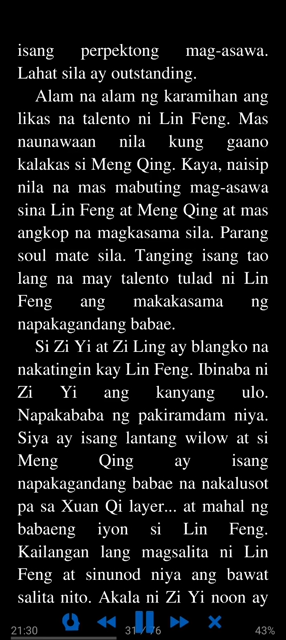 isang perpektong mag-asawa.
Lahat sila ay outstanding.
Alam na alam ng karamihan ang
likas na talento ni Lin Feng. Mas
naunawaan nila kung gaano
kalakas si Meng Qing. Kaya, naisip
nila na mas mabuting mag-asawa
sina Lin Feng at Meng Qing at mas
angkop na magkasama sila. Parang
soul mate sila. Tanging isang tao
lang na may talento tulad ni Lin
Feng ang makakasama ng
napakagandang babae.
Si Zi Yi at Zi Ling ay blangko na
nakatingin kay Lin Feng. Ibinaba ni
Zi Yi ang kanyang ulo.
Napakababa ng pakiramdam niya.
Siya ay isang lantang wilow at si
Meng Qing ay isang
napakagandang babae na nakalusot
pa sa Xuan Qi layer... at mahal ng
babaeng iyon si Lin Feng.
Kailangan lang magsalita ni Lin
Feng at sinunod niya ang bawat
salita nito. Akala ni Zi Yi noon ay
21:30 31 / 76 43%